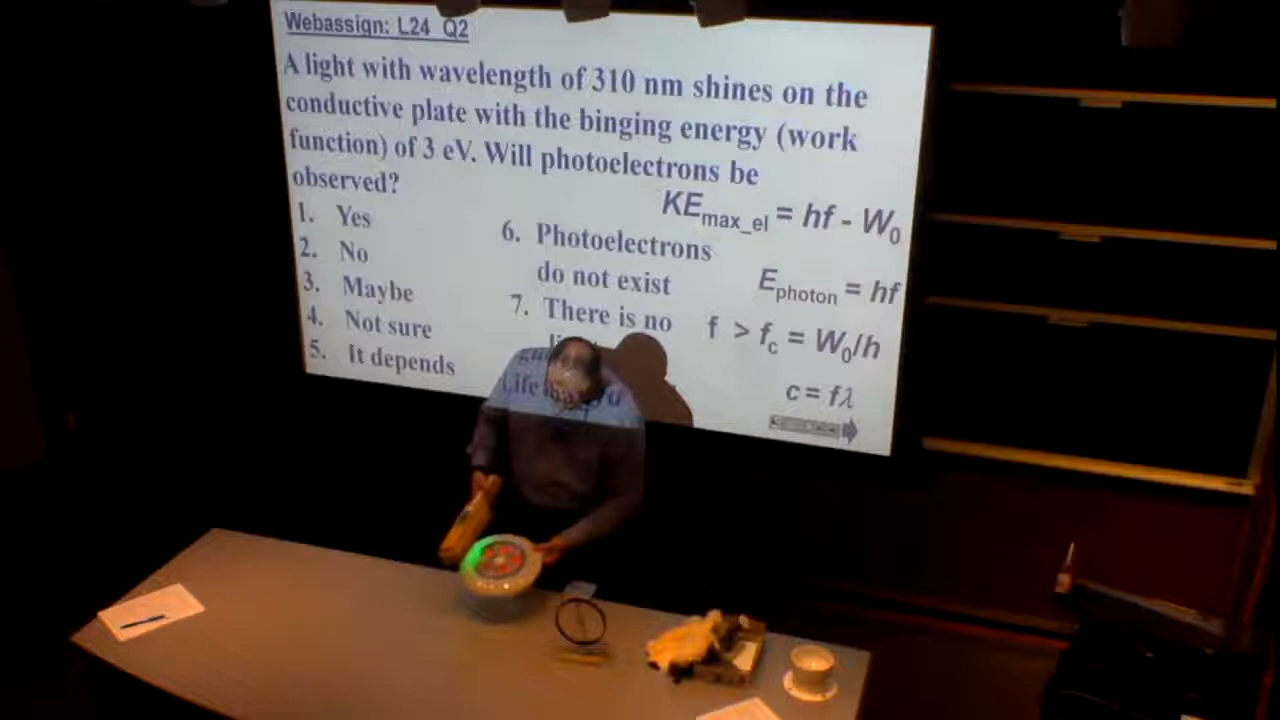 Webassign: L24 Q2
A light with wavelength of 310 nm shines on the
conductive plate with the binging energy (work
function) of 3 eV. Will photoelectrons be
observed?
1. Yes
2. No
3. Maybe
4. Not sure
5. It depends
6. Photoelectrons
do not exist
7. There is no
Life
KEmax_el = hf - W0
Ephoton = hf
f > fc = W0/h
c = fλ